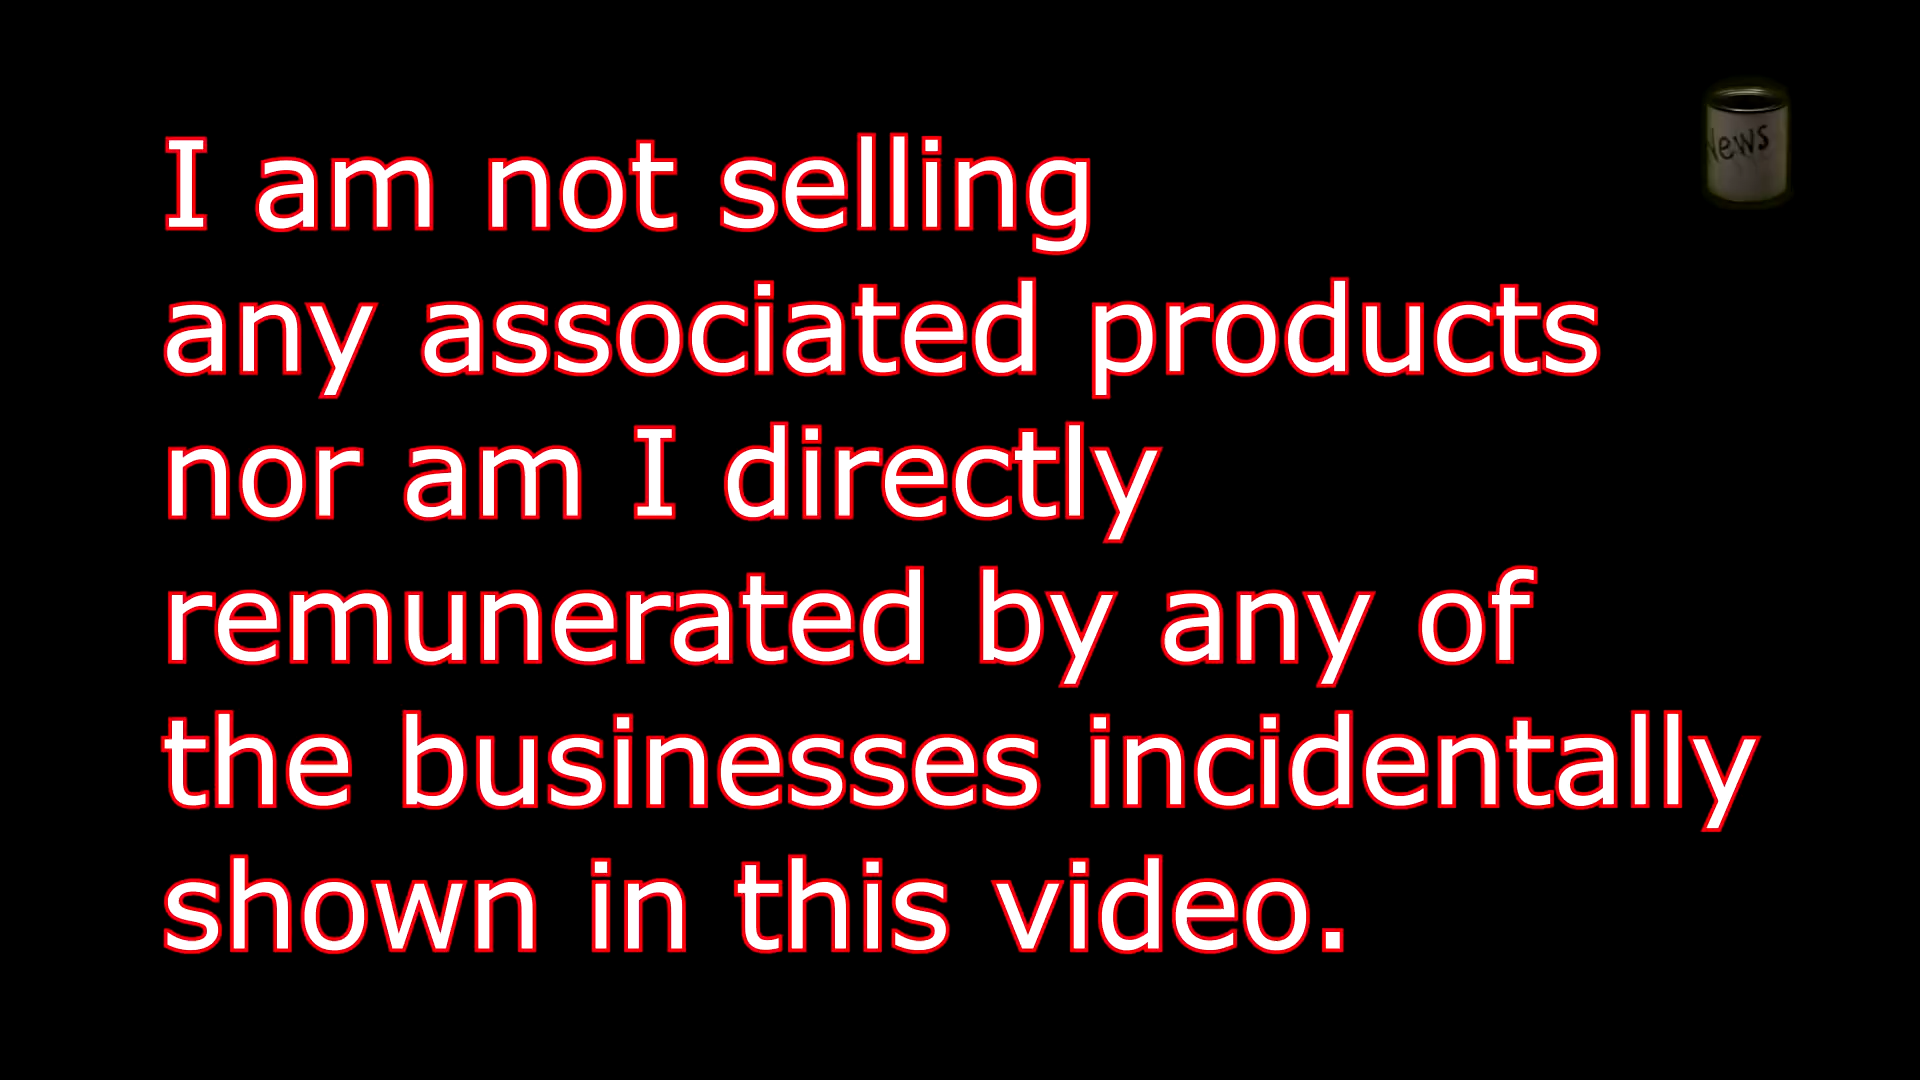 News
I am not selling
any associated products
nor am I directly
remunerated by any of
the businesses incidentally
shown in this video.